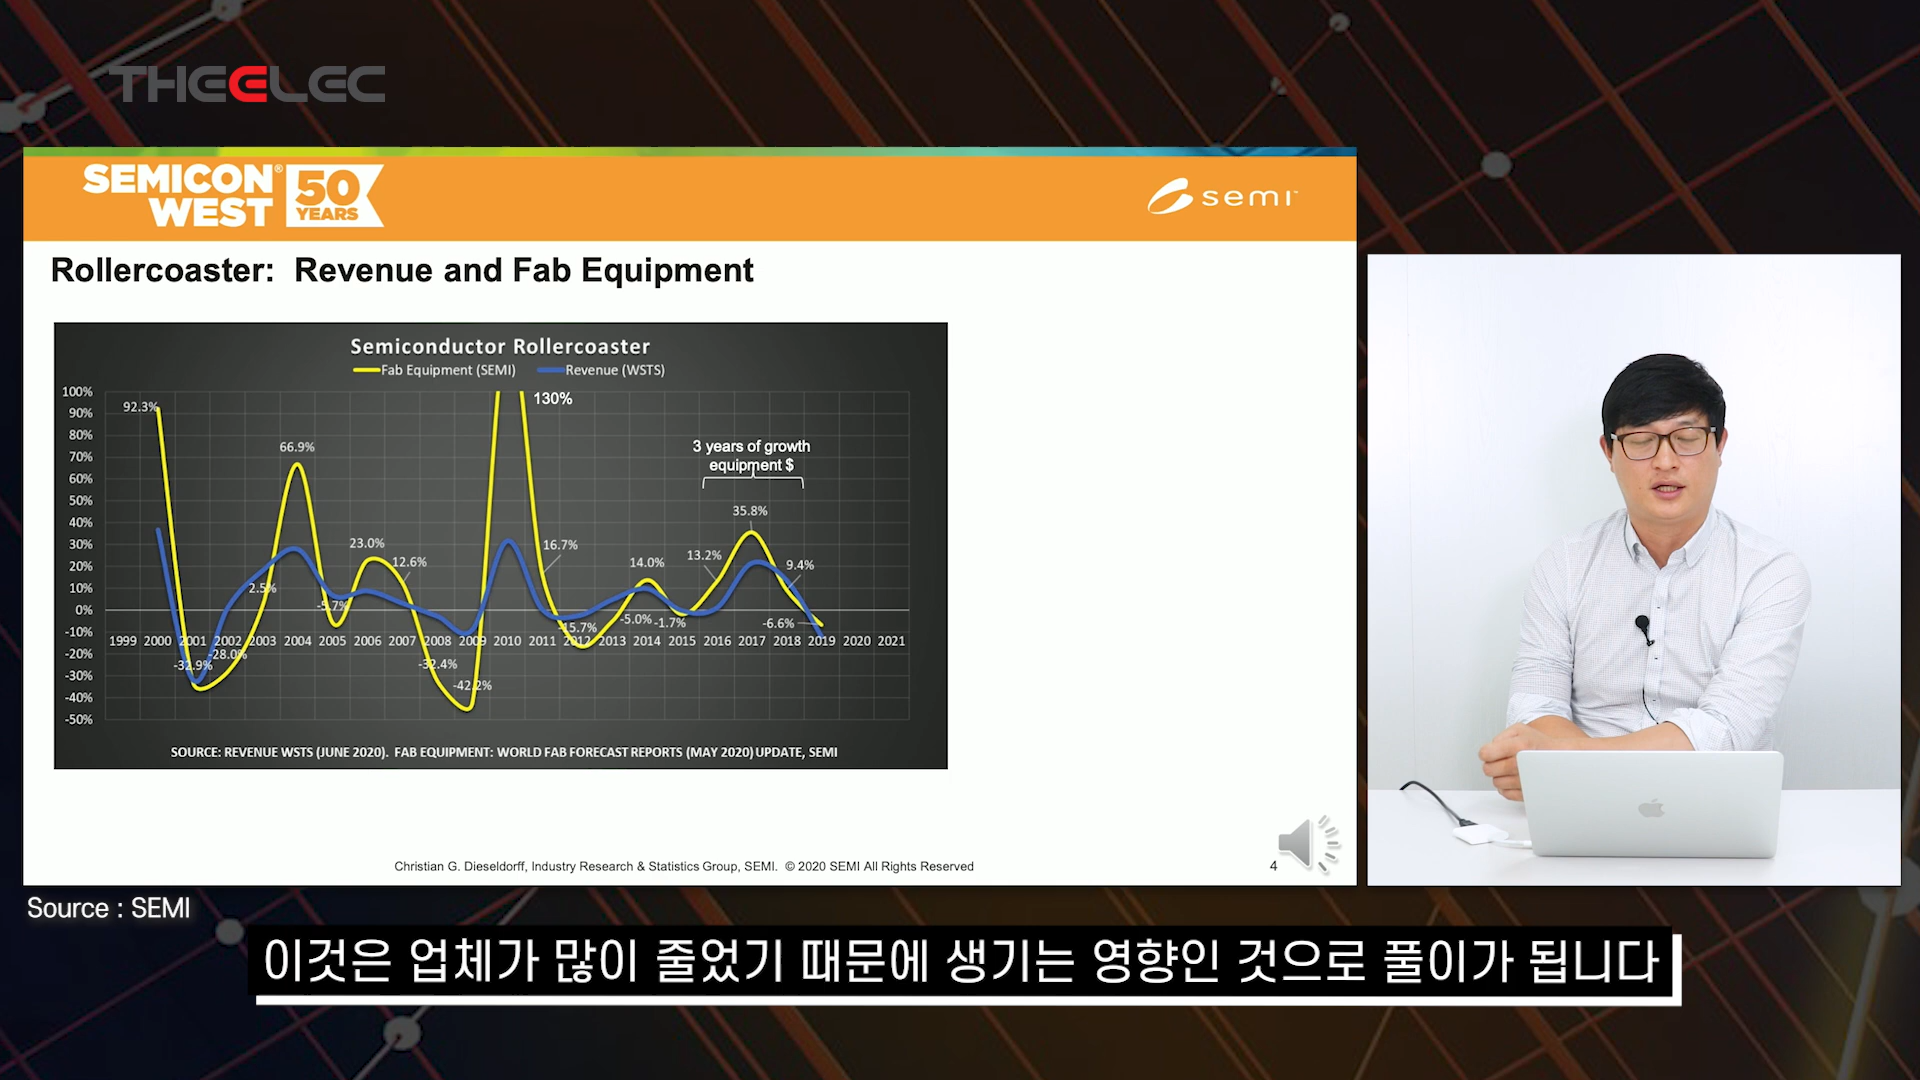 THEELEC
SEMICON® 50
WEST YEARS
semi™
Rollercoaster: Revenue and Fab Equipment
Semiconductor Rollercoaster
Fab Equipment (SEMI) Revenue (WSTS)
100%
90%
80%
70%
60%
50%
40%
30%
20%
10%
0%
-10%
-20%
-30%
-40%
-50%
92.3%
-32.9%
-28.0%
2.5%
66.9%
-5.7%
23.0%
12.6%
-32.4%
-42.2%
130%
16.7%
-15.7%
-5.0%
14.0%
-1.7%
13.2%
35.8%
9.4%
-6.6%
3 years of growth
equipment $
1999 2000 2001 2002 2003 2004 2005 2006 2007 2008 2009 2010 2011 2012 2013 2014 2015 2016 2017 2018 2019 2020 2021
SOURCE: REVENUE WSTS (JUNE 2020). FAB EQUIPMENT: WORLD FAB FORECAST REPORTS (MAY 2020) UPDATE, SEMI
Christian G. Dieseldorff, Industry Research & Statistics Group, SEMI. © 2020 SEMI All Rights Reserved
4
Source : SEMI
이것은 업체가 많이 줄었기 때문에 생기는 영향인 것으로 풀이가 됩니다